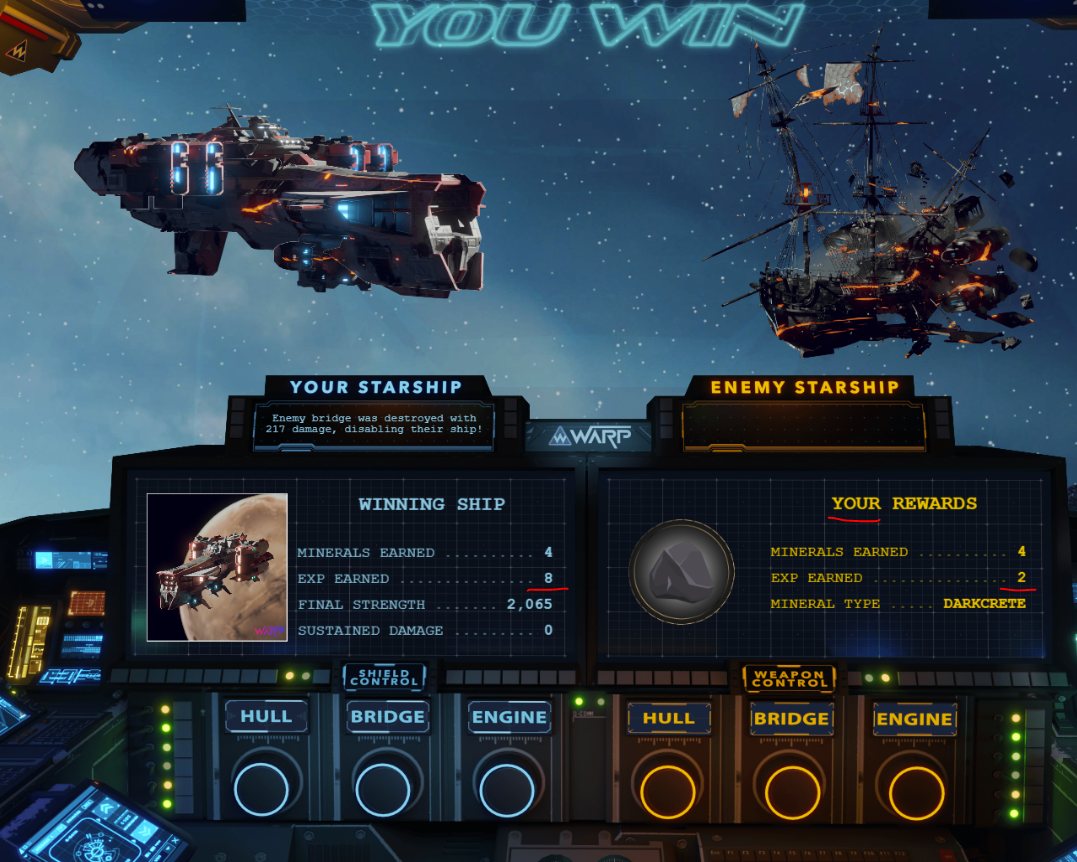 YOU WIN
YOUR STARSHIP
Enemy bridge was destroyed with
217 damage, disabling their ship!
WARP
ENEMY STARSHIP
WINNING SHIP
MINERALS EARNED ......... 4
EXP EARNED .............. 8
FINAL STRENGTH ...... 2,065
SUSTAINED DAMAGE ........ 0
WARP
YOUR REWARDS
MINERALS EARNED ......... 4
EXP EARNED .............. 2
MINERAL TYPE ..... DARKCRETE
SHIELD
CONTROL
HULL
BRIDGE
ENGINE
WEAPON
CONTROL
HULL
BRIDGE
ENGINE